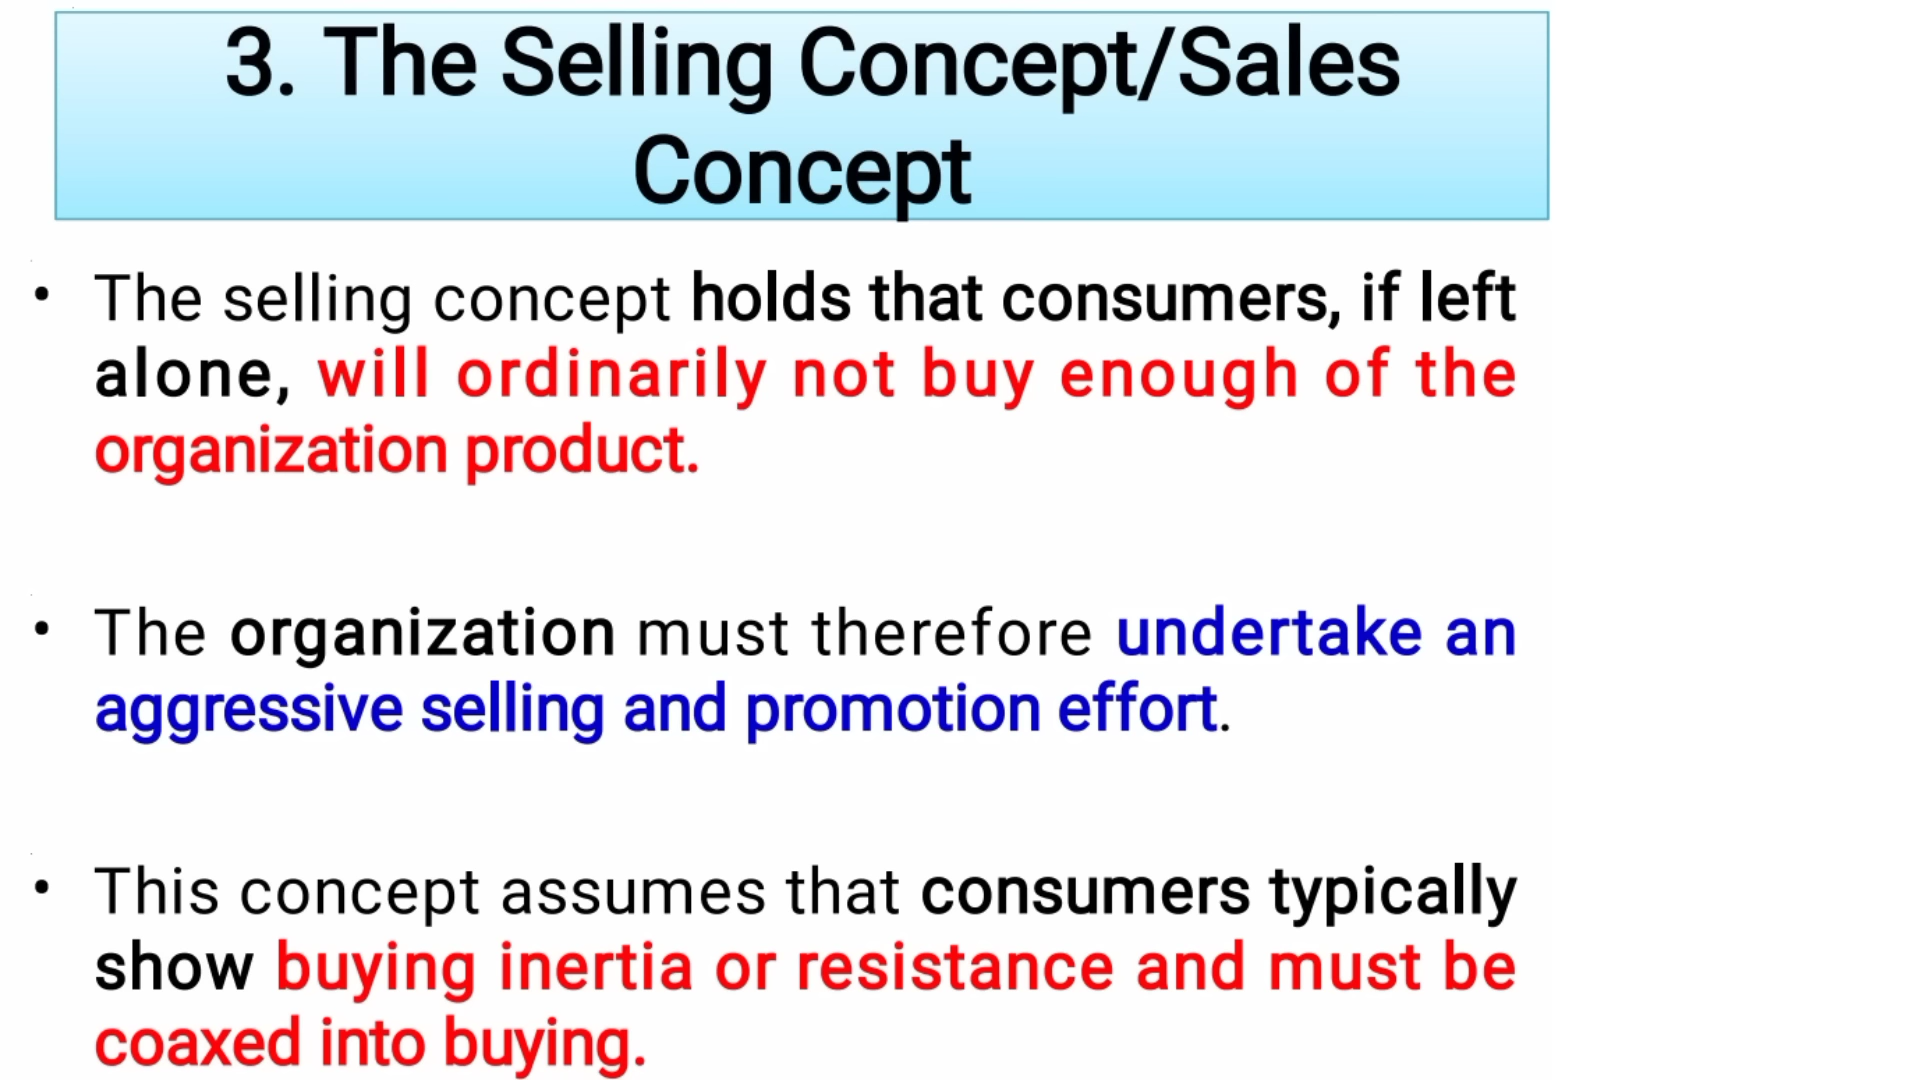 3. The Selling Concept/Sales
Concept
• The selling concept holds that consumers, if left
alone, will ordinarily not buy enough of the
organization product.
• The organization must therefore undertake an
aggressive selling and promotion effort.
• This concept assumes that consumers typically
show buying inertia or resistance and must be
coaxed into buying.